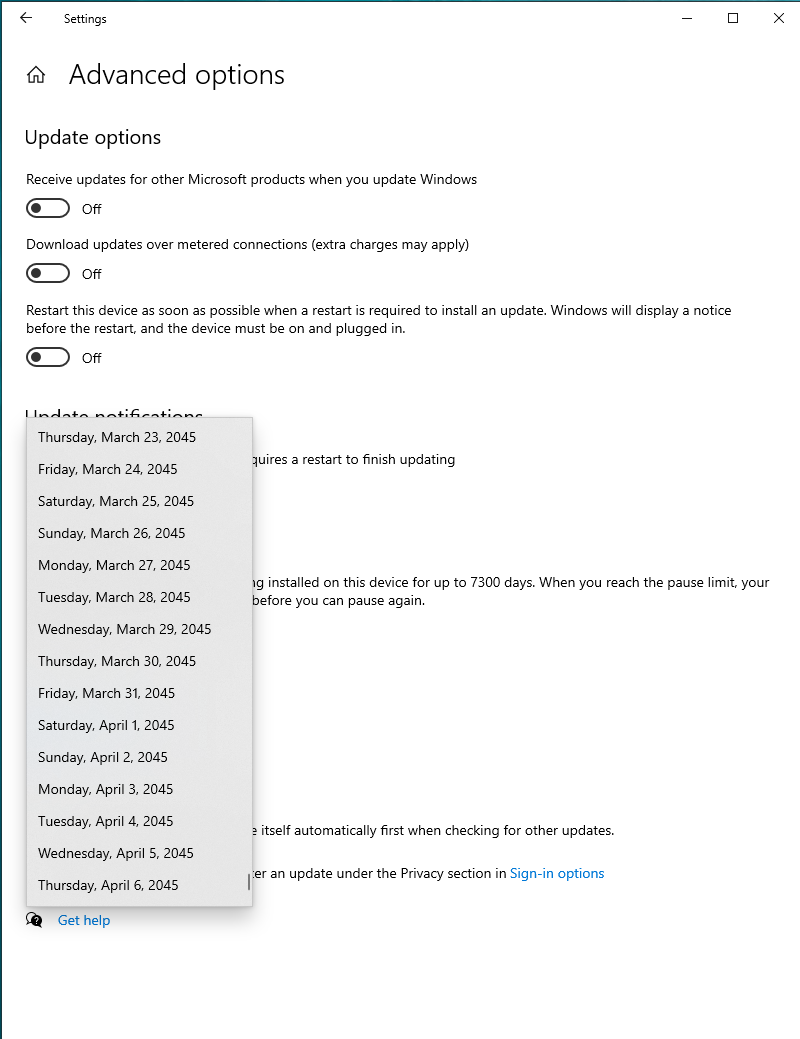 Settings
Advanced options
Update options
Receive updates for other Microsoft products when you update Windows
Off
Download updates over metered connections (extra charges may apply)
Off
Restart this device as soon as possible when a restart is required to install an update. Windows will display a notice
before the restart, and the device must be on and plugged in.
Off
Update notifications
Thursday, March 23, 2045
quires a restart to finish updating
Friday, March 24, 2045
Saturday, March 25, 2045
Sunday, March 26, 2045
Monday, March 27, 2045
ng installed on this device for up to 7300 days. When you reach the pause limit, your
Tuesday, March 28, 2045
before you can pause again.
Wednesday, March 29, 2045
Thursday, March 30, 2045
Friday, March 31, 2045
Saturday, April 1, 2045
Sunday, April 2, 2045
Monday, April 3, 2045
Tuesday, April 4, 2045
e itself automatically first when checking for other updates.
Wednesday, April 5, 2045
ter an update under the Privacy section in Sign-in options
Thursday, April 6, 2045
Get help